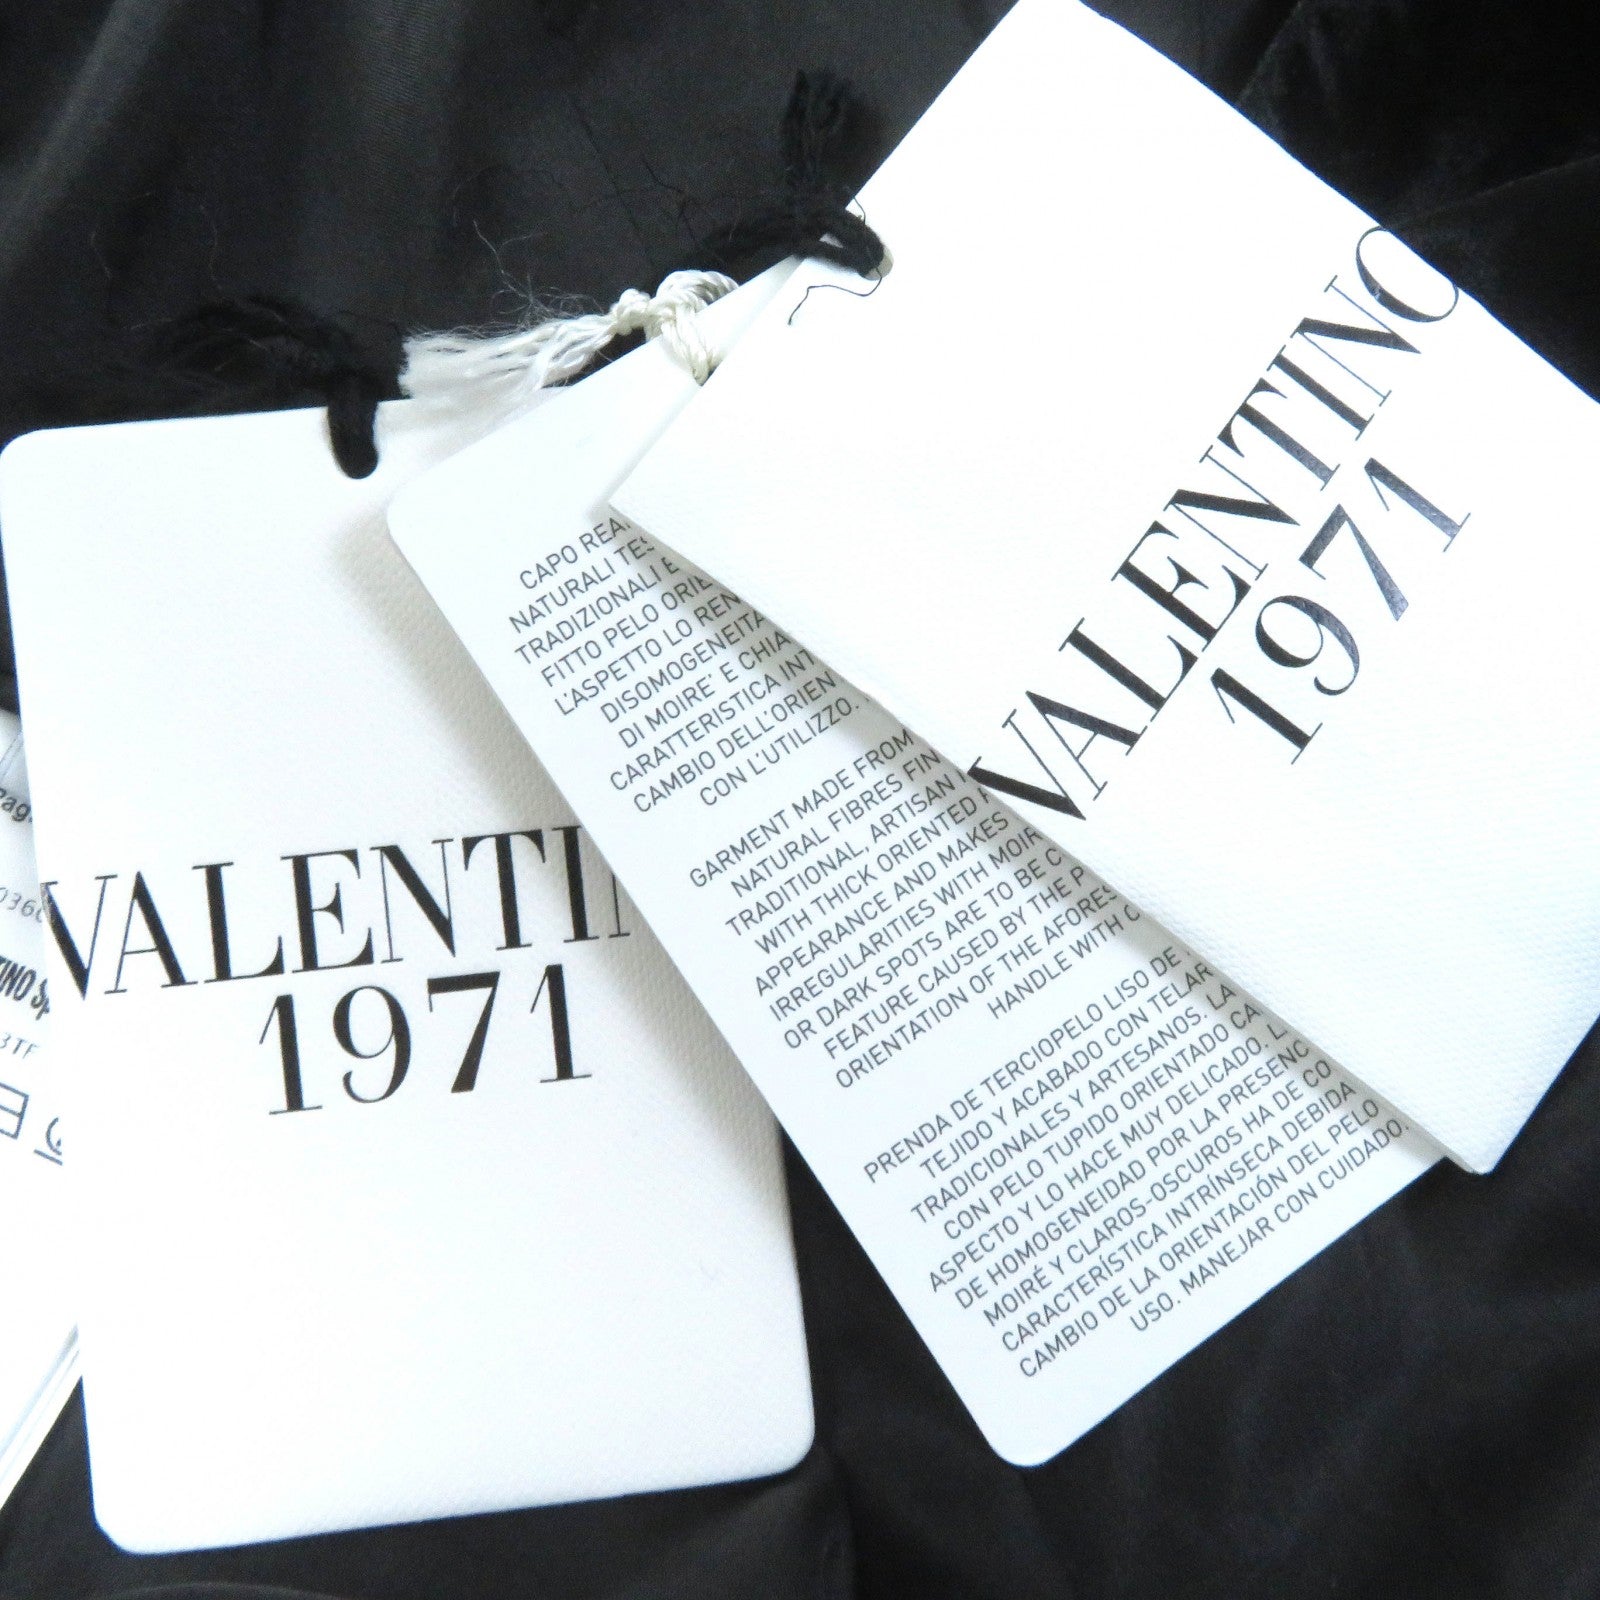 VALENTIN
1971
CAPO
NATURALI
TRADIZIONALI E
FITTO PELO
L'ASPETTO LO REN
DISOMOGENEITA
DI MOIRE' E CHIA
CARATTERISTICA INT
CAMBIO DELL'ORIEN
CON L'UTILIZZO.
GARMENT MADE FROM
NATURAL FIBRES FIN
TRADITIONAL, ARTISAN
WITH THICK ORIENTED
APPEARANCE AND MAKES
IRREGULARITIES WITH MOIR
OR DARK SPOTS ARE TO BE C
FEATURE CAUSED BY THE P
ORIENTATION OF THE AFORES
HANDLE WITH C
PRENDA DE TERCIOPELO LISO DE
TEJIDO Y ACABADO CON TELAR
TRADICIONALES Y ARTESANOS. LA
CON PELO TUPIDO ORIENTADO CA
ASPECTO Y LO HACE MUY DELICADO. L
DE HOMOGENEIDAD POR LA PRESENC
MOIRÉ Y CLAROS-OSCUROS HA DE CO
CARACTERÍSTICA INTRÍNSECA DEBIDA
CAMBIO DE LA ORIENTACIÓN DEL PELO
USO. MANEJAR CON CUIDADO.
VALENTINO
1971